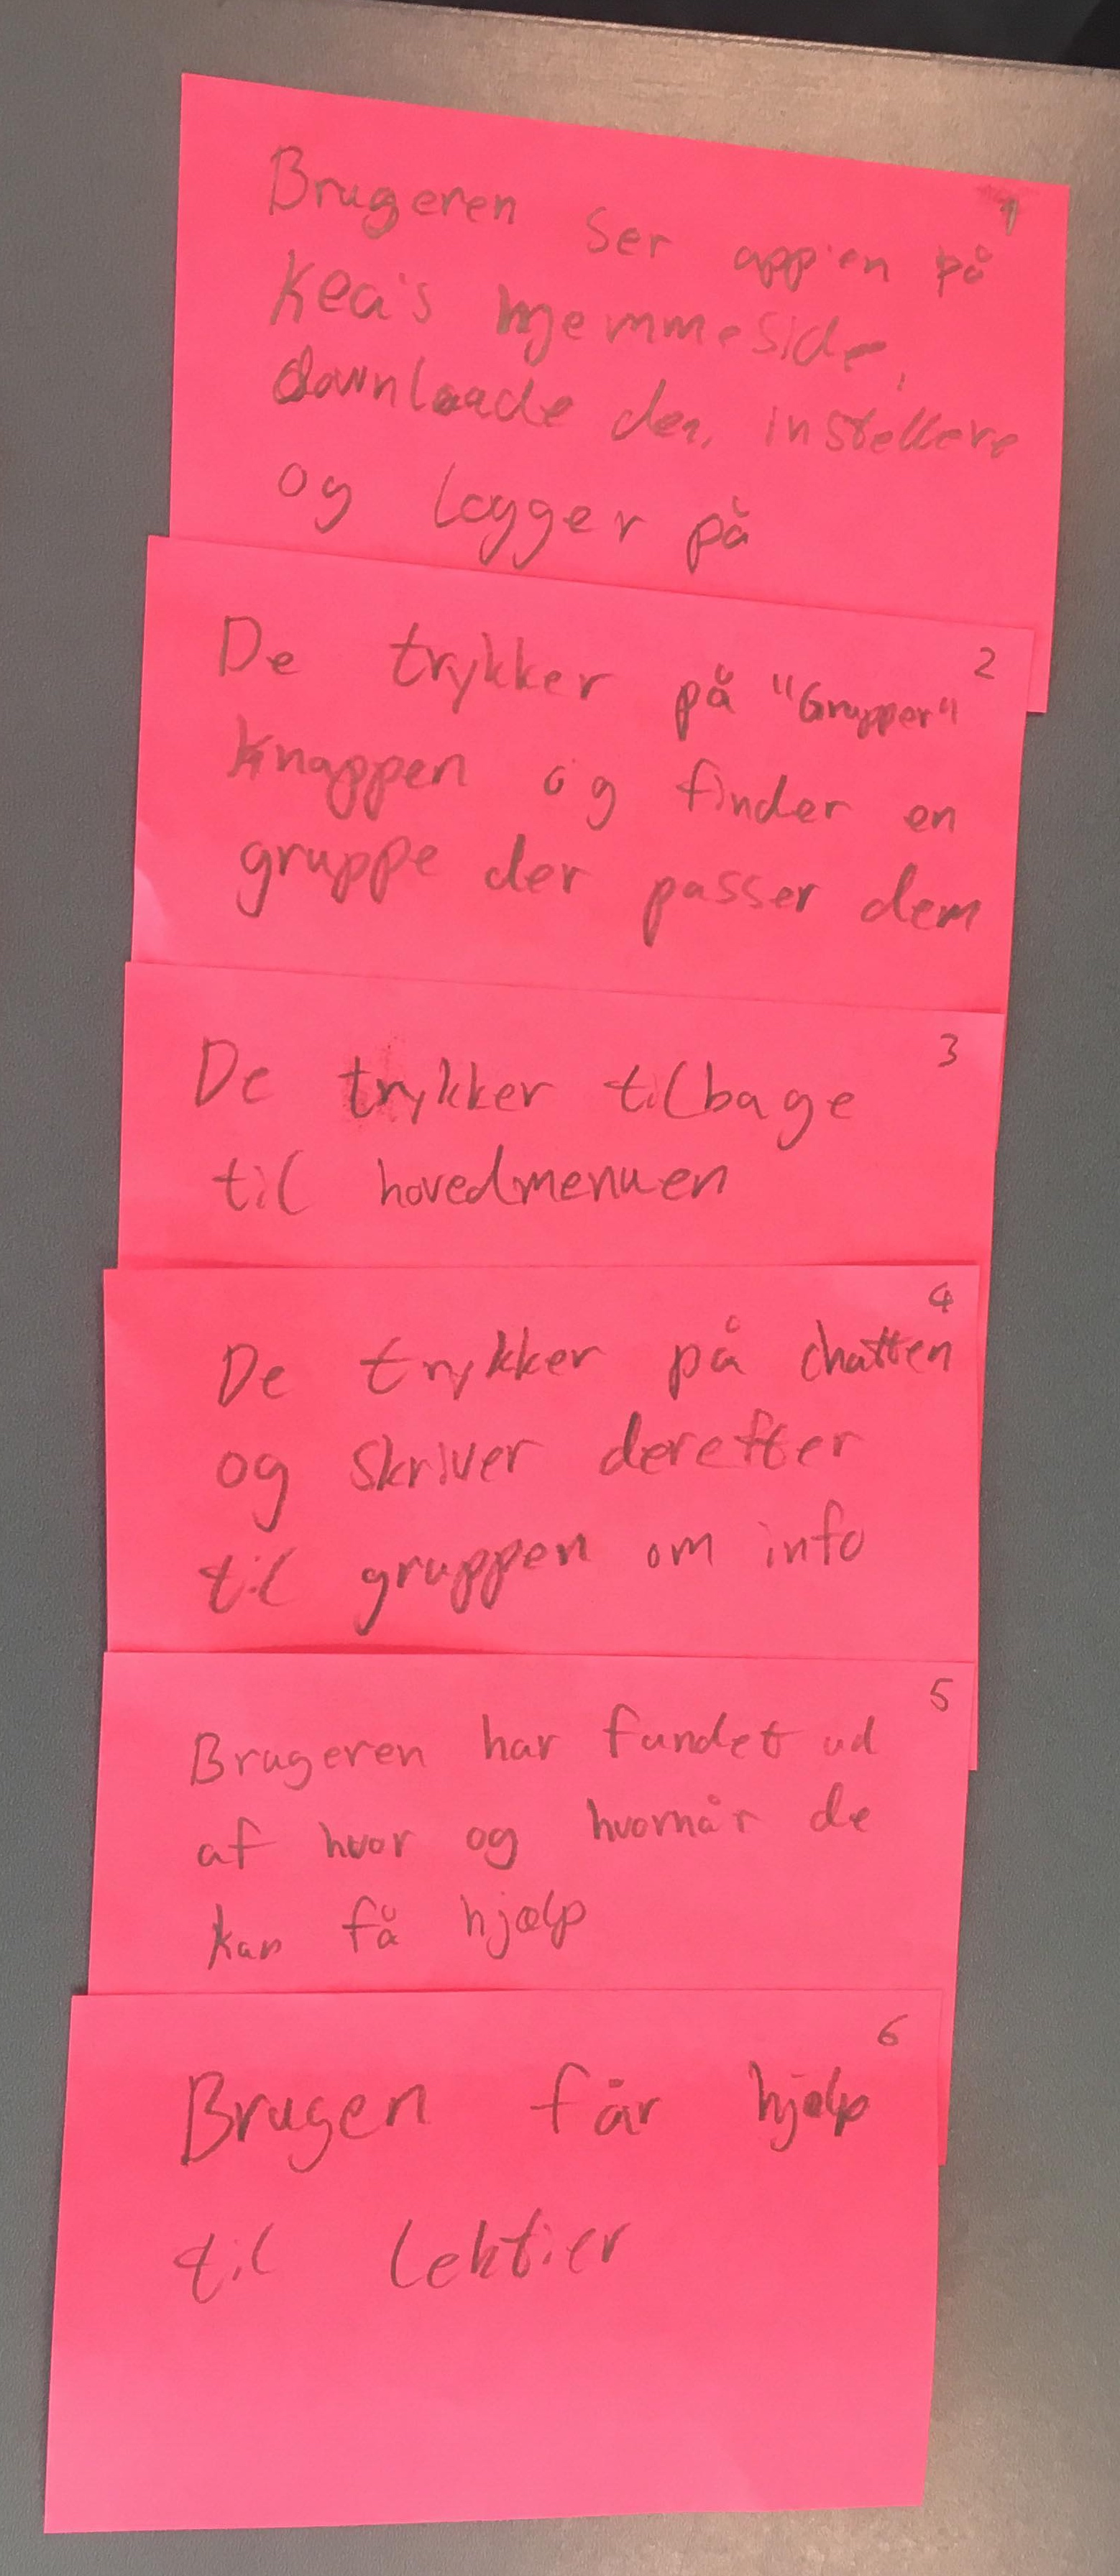 1
Brugeren ser app'en på
Kea's hjemmeside,
downloade den, installere
og logger på
2
De trykker på "Grupper"
knappen og finder en
gruppe der passer dem
3
De trykker tilbage
til hovedmenuen
4
De trykker på chatten
og skriver derefter
til gruppen om info
5
Brugeren har fundet ud
af hvor og hvornår de
kan få hjælp
6
Brugen får hjælp
til lektier